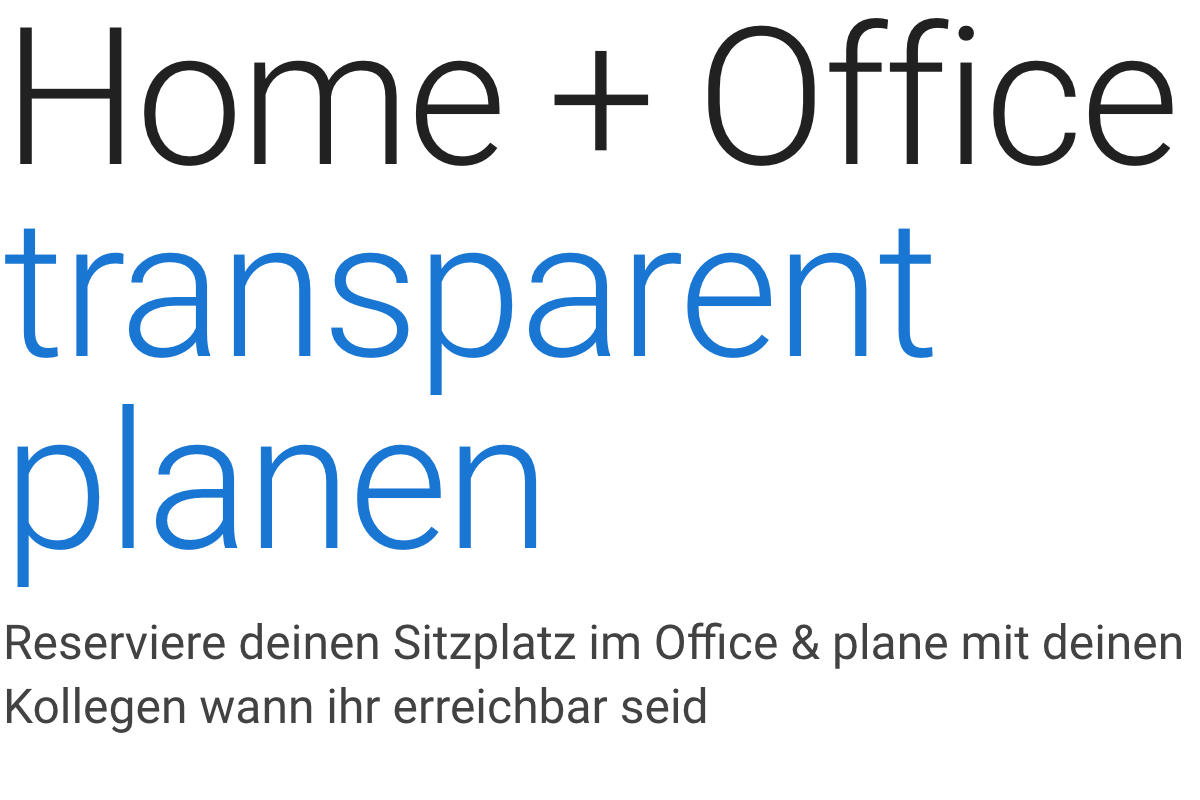 Home + Office
transparent
planen
Reserviere deinen Sitzplatz im Office & plane mit deinen
Kollegen wann ihr erreichbar seid